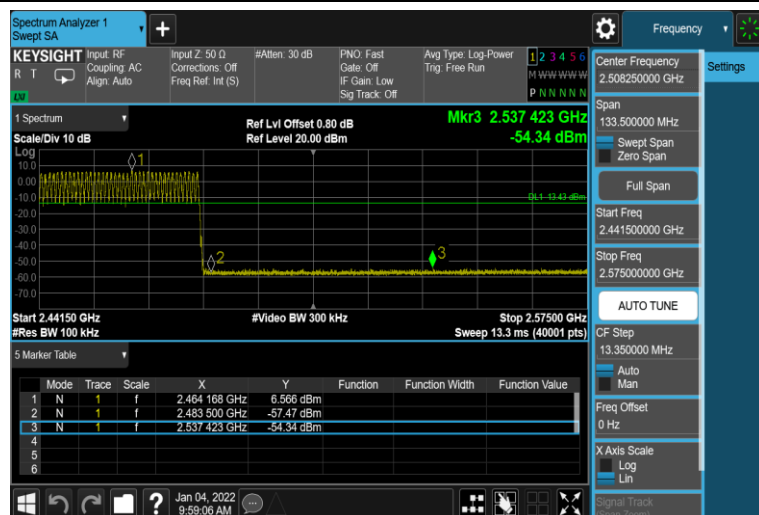 Spectrum Analyzer 1
Swept SA
+
Frequency
KEYSIGHT
R T
LXI
Input: RF
Coupling: AC
Align: Auto
Input Z: 50 Ω
Corrections: Off
Freq Ref: Int (S)
#Atten: 30 dB
PNO: Fast
Gate: Off
IF Gain: Low
Sig Track: Off
Avg Type: Log-Power
Trig: Free Run
1 2 3 4 5 6
M W W W W W
P N N N N N
1 Spectrum
Scale/Div 10 dB
Ref Lvl Offset 0.80 dB
Ref Level 20.00 dBm
Mkr3 2.537 423 GHz
-54.34 dBm
Log
10.0
0.00
-10.0
-20.0
-30.0
-40.0
-50.0
-60.0
-70.0
1
2
3
DL1 -13.43 dBm
Start 2.44150 GHz
#Res BW 100 kHz
#Video BW 300 kHz
Stop 2.57500 GHz
Sweep 13.3 ms (40001 pts)
5 Marker Table
Mode Trace Scale X Y Function Function Width Function Value
1 N 1 f 2.464 168 GHz 6.566 dBm
2 N 1 f 2.483 500 GHz -57.47 dBm
3 N 1 f 2.537 423 GHz -54.34 dBm
4
5
6
?
Jan 04, 2022
9:59:06 AM
Center Frequency
2.508250000 GHz
Settings
Span
133.500000 MHz
Swept Span
Zero Span
Full Span
Start Freq
2.441500000 GHz
Stop Freq
2.575000000 GHz
AUTO TUNE
CF Step
13.350000 MHz
Auto
Man
Freq Offset
0 Hz
X Axis Scale
Log
Lin
Signal Track
(Span Zoom)